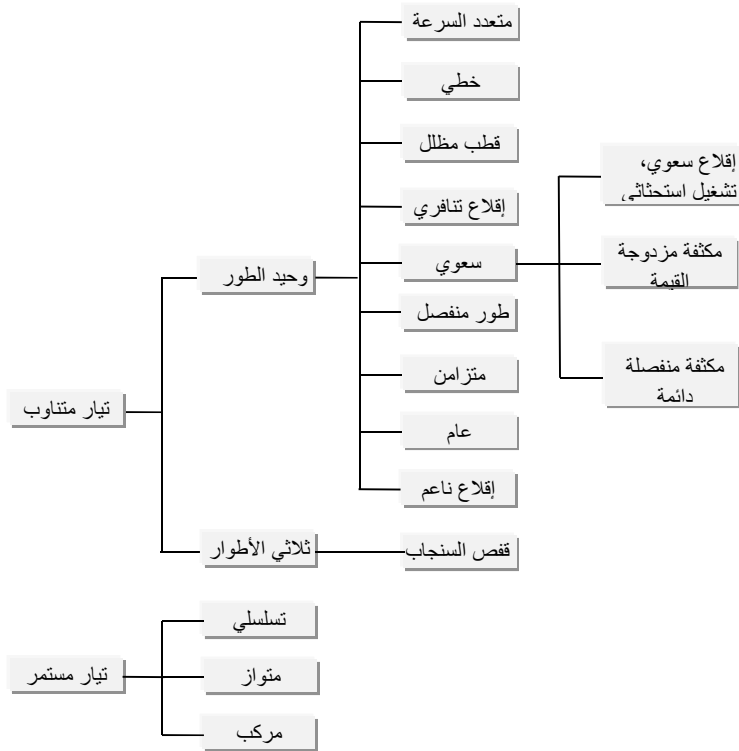 تيار متناوب
وحيد الطور
متعدد السرعة
خطي
قطب مظلل
إقلاع تنافري
سعوي
إقلاع سعوي،
تشغيل استحثاثي
مكثفة مزدوجة
القيمة
مكثفة منفصلة
دائمة
طور منفصل
متزامن
عام
إقلاع ناعم
ثلاثي الأطوار
قفص السنجاب
تيار مستمر
تسلسلي
متواز
مركب